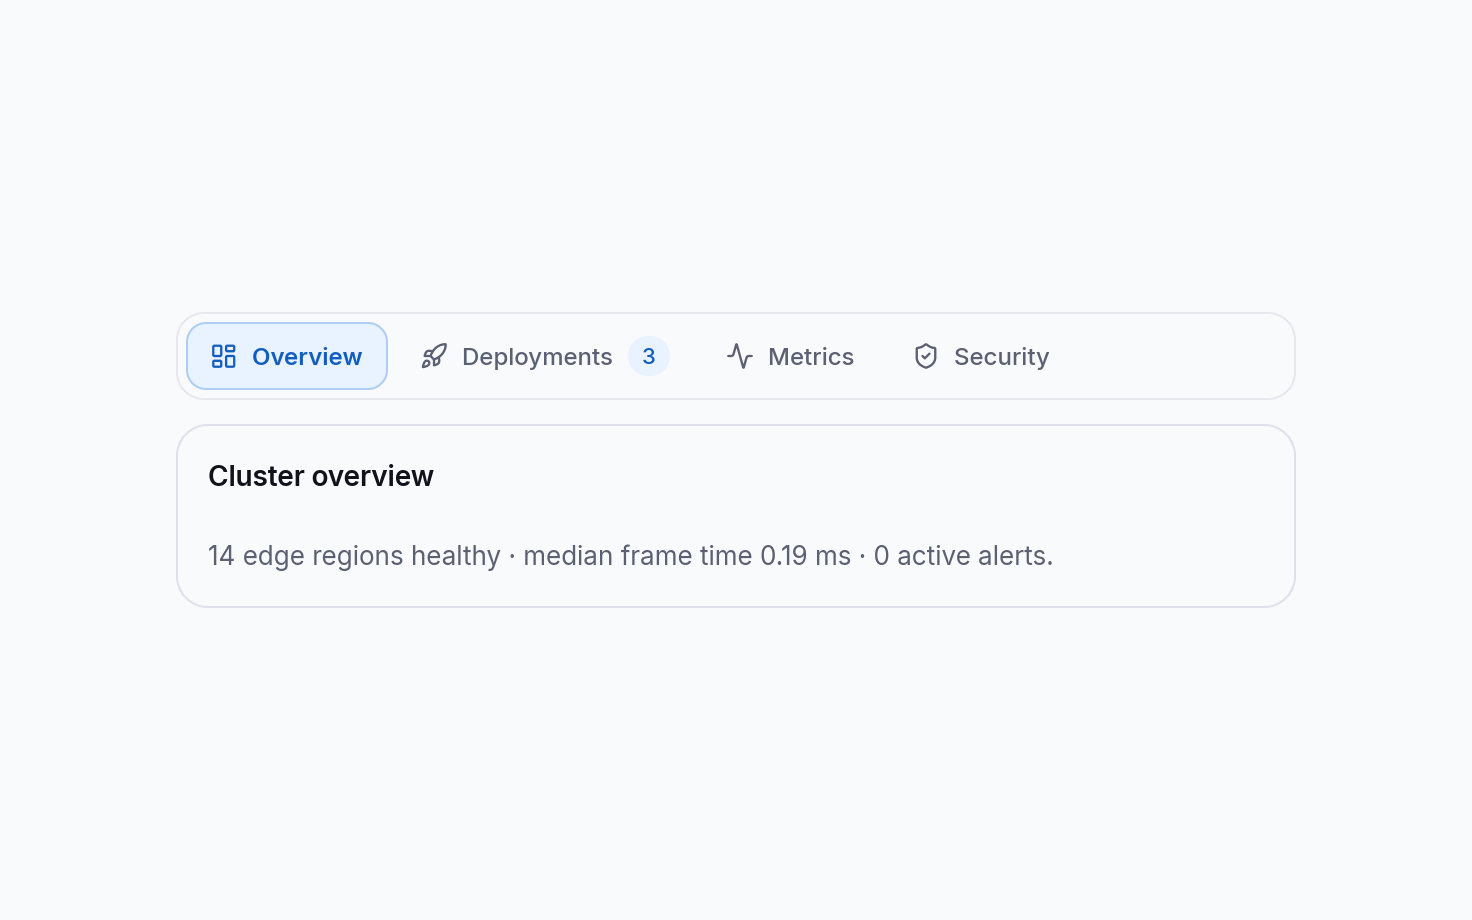 Overview Deployments 3 Metrics Security
Cluster overview
14 edge regions healthy · median frame time 0.19 ms · 0 active alerts.